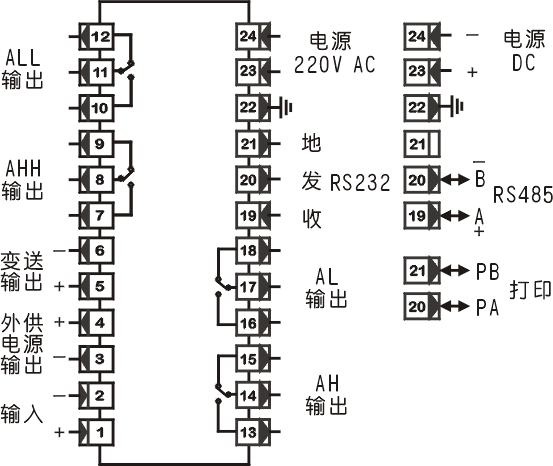 ALL
输出
12
11
10
AHH
输出
9
8
7
变送
输出
−
+
6
5
外供
电源
输出
+
−
4
3
输入
−
+
2
1
24
23
电源
220V AC
22
21
地
20
发
RS232
19
收
18
17
16
AL
输出
15
14
13
AH
输出
24
−
23
+
电源
DC
22
21
20
B
19
A
+
RS485
21
PB
20
PA
打印